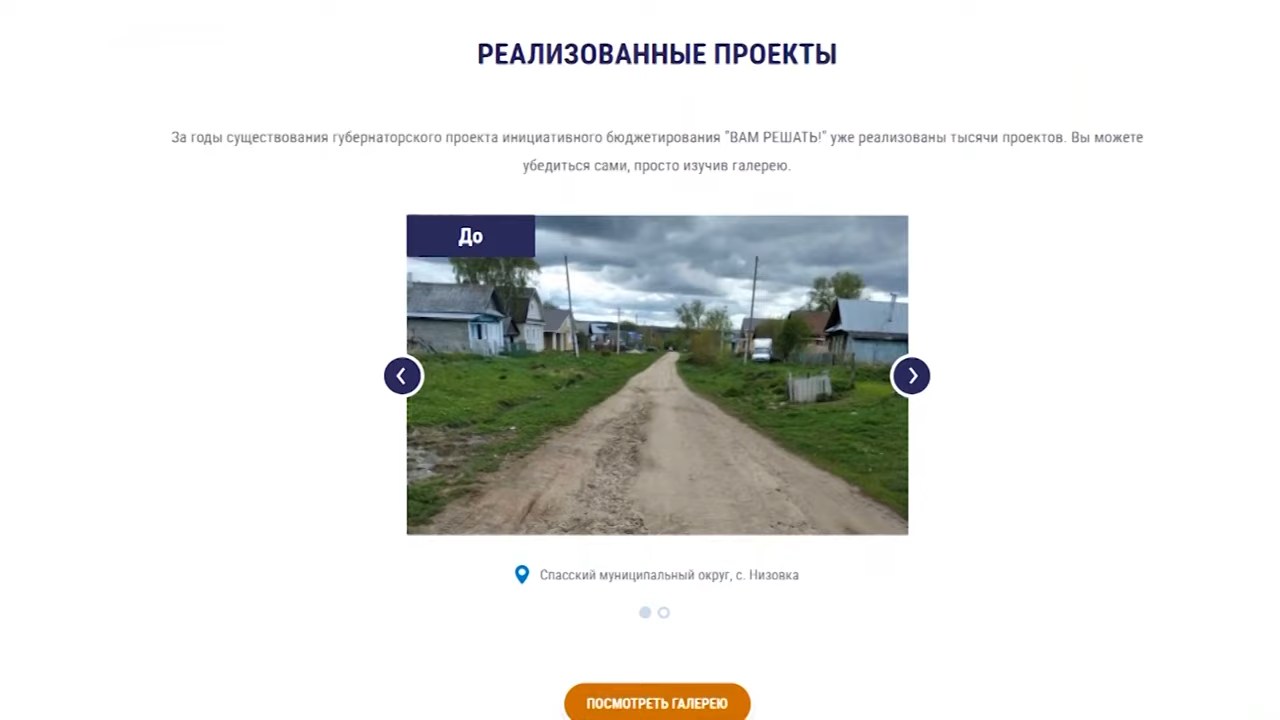 РЕАЛИЗОВАННЫЕ ПРОЕКТЫ
За годы существования губернаторского проекта инициативного бюджетирования "ВАМ РЕШАТЬ!" уже реализованы тысячи проектов. Вы можете
убедиться сами, просто изучив галерею.
До
Спасский муниципальный округ, с. Низовка
ПОСМОТРЕТЬ ГАЛЕРЕЮ